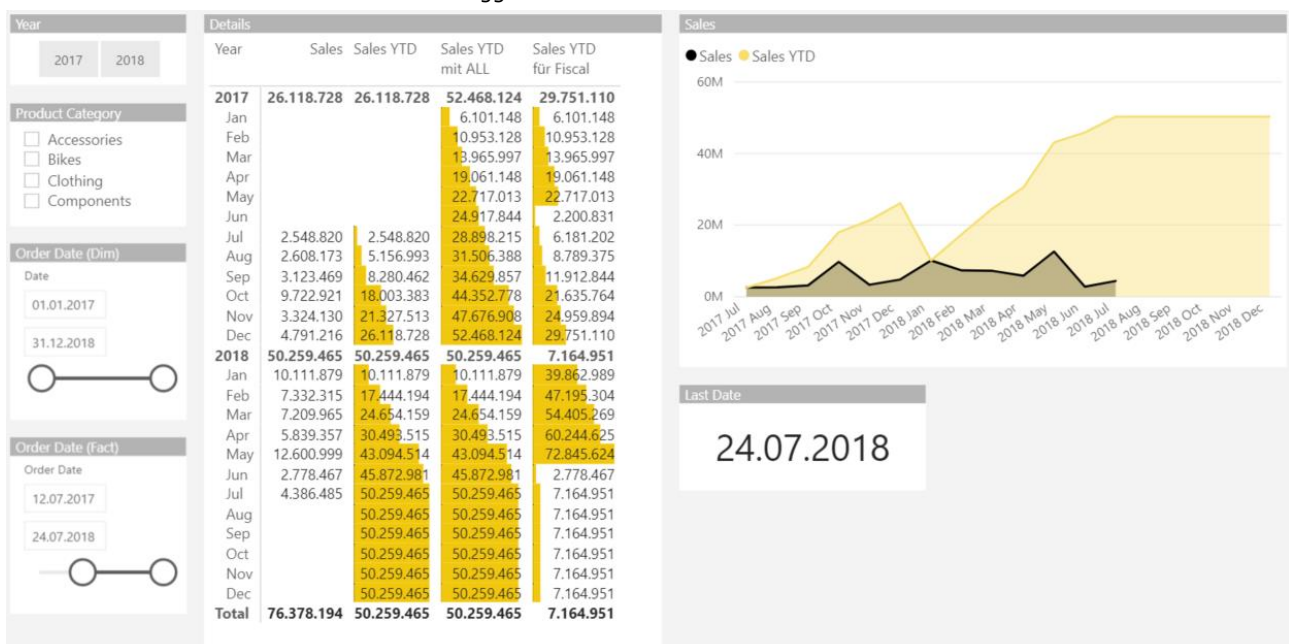 Year
2017 2018
Product Category
Accessories
Bikes
Clothing
Components
Order Date (Dim)
Date
01.01.2017
31.12.2018
Order Date (Fact)
Order Date
12.07.2017
24.07.2018
Details
Year Sales Sales YTD Sales YTD mit ALL Sales YTD für Fiscal
2017 26.118.728 26.118.728 52.468.124 29.751.110
Jan 6.101.148 6.101.148
Feb 10.953.128 10.953.128
Mar 13.965.997 13.965.997
Apr 19.061.148 19.061.148
May 22.717.013 22.717.013
Jun 24.917.844 2.200.831
Jul 2.548.820 2.548.820 28.898.215 6.181.202
Aug 2.608.173 5.156.993 31.506.388 8.789.375
Sep 3.123.469 8.280.462 34.629.857 11.912.844
Oct 9.722.921 18.003.383 44.352.778 21.635.764
Nov 3.324.130 21.327.513 47.676.908 24.959.894
Dec 4.791.216 26.118.728 52.468.124 29.751.110
2018 50.259.465 50.259.465 50.259.465 7.164.951
Jan 10.111.879 10.111.879 10.111.879 39.862.989
Feb 7.332.315 17.444.194 17.444.194 47.195.304
Mar 7.209.965 24.654.159 24.654.159 54.405.269
Apr 5.839.357 30.493.515 30.493.515 60.244.625
May 12.600.999 43.094.514 43.094.514 72.845.624
Jun 2.778.467 45.872.981 45.872.981 2.778.467
Jul 4.386.485 50.259.465 50.259.465 7.164.951
Aug 50.259.465 50.259.465 7.164.951
Sep 50.259.465 50.259.465 7.164.951
Oct 50.259.465 50.259.465 7.164.951
Nov 50.259.465 50.259.465 7.164.951
Dec 50.259.465 50.259.465 7.164.951
Total 76.378.194 50.259.465 50.259.465 7.164.951
Sales
Sales Sales YTD
60M
40M
20M
0M
2017 Jul 2017 Aug 2017 Sep 2017 Oct 2017 Nov 2017 Dec 2018 Jan 2018 Feb 2018 Mar 2018 Apr 2018 May 2018 Jun 2018 Jul 2018 Aug 2018 Sep 2018 Oct 2018 Nov 2018 Dec
Last Date
24.07.2018